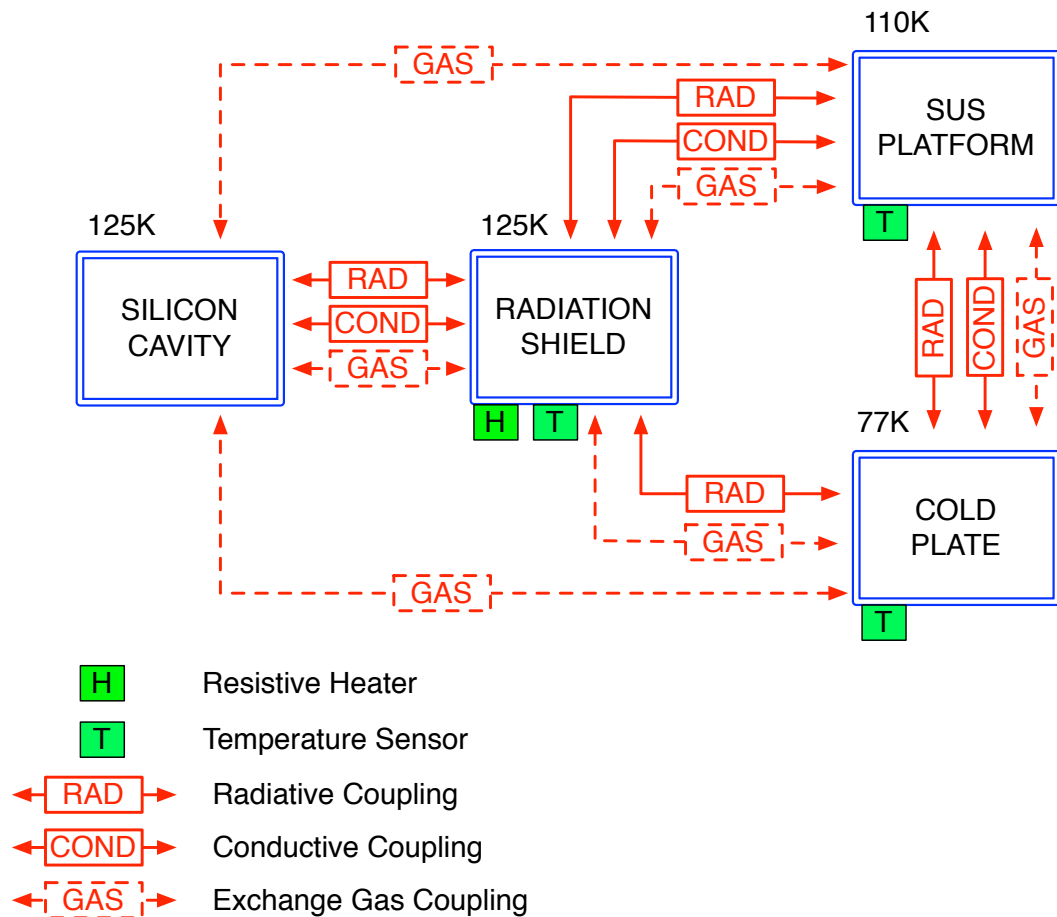 110K
GAS
RAD
COND
GAS
SUS
PLATFORM
T
125K
125K
SILICON
CAVITY
RAD
COND
GAS
RADIATION
SHIELD
H
T
RAD
COND
GAS
77K
RAD
GAS
COLD
PLATE
GAS
T
H Resistive Heater
T Temperature Sensor
RAD Radiative Coupling
COND Conductive Coupling
GAS Exchange Gas Coupling